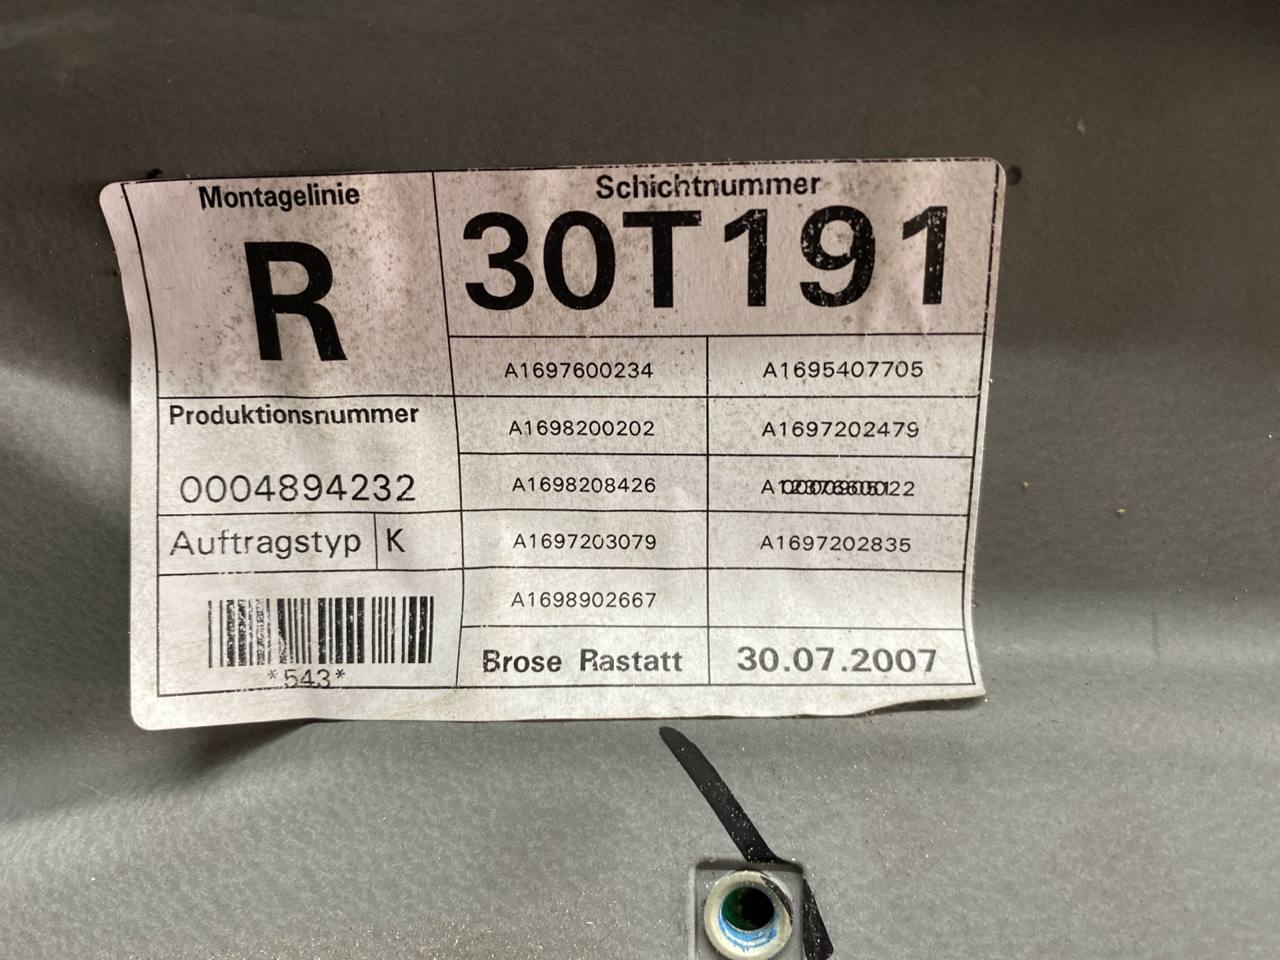 Montagelinie
R
Schichtnummer
30T191
A1697600234
A1695407705
Produktionsnummer
0004894232
A1698200202
A1697202479
A1698208426
Auftragstyp K
A1697203079
A1697202835
A1698902667
*543*
Brose Rastatt
30.07.2007